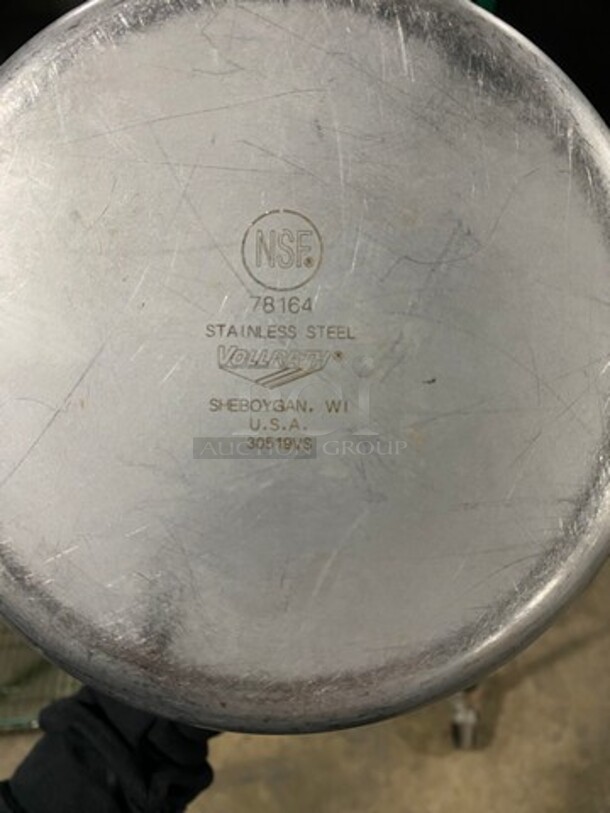 NSF®
78164
STAINLESS STEEL
VOLLRATH®
SHEBOYGAN, WI
U.S.A.
30519VS
AUCTION GROUP